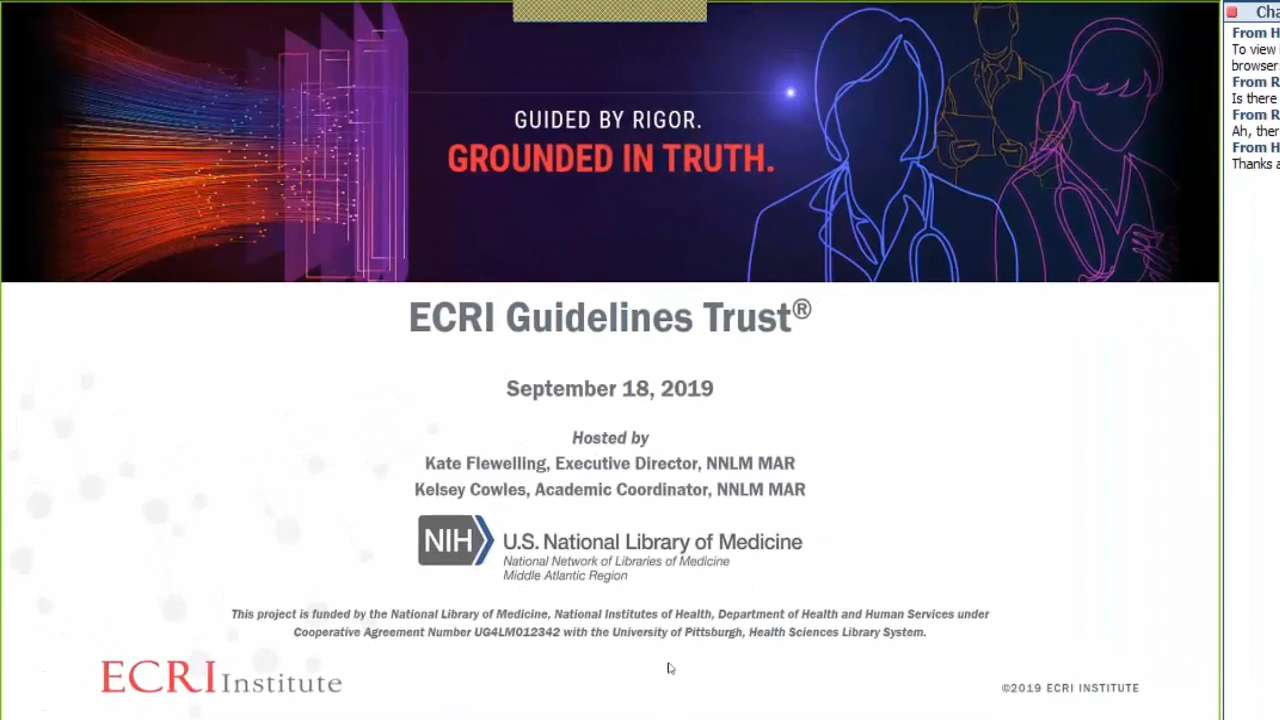 GUIDED BY RIGOR.
GROUNDED IN TRUTH.
ECRI Guidelines Trust®
September 18, 2019
Hosted by
Kate Flewelling, Executive Director, NNLM MAR
Kelsey Cowles, Academic Coordinator, NNLM MAR
NIH U.S. National Library of Medicine
National Network of Libraries of Medicine
Middle Atlantic Region
This project is funded by the National Library of Medicine, National Institutes of Health, Department of Health and Human Services under
Cooperative Agreement Number UG4LM012342 with the University of Pittsburgh, Health Sciences Library System.
ECRI Institute
©2019 ECRI INSTITUTE
From H
To view
browser
From R
Is there
From R
Ah, ther
From H
Thanks a